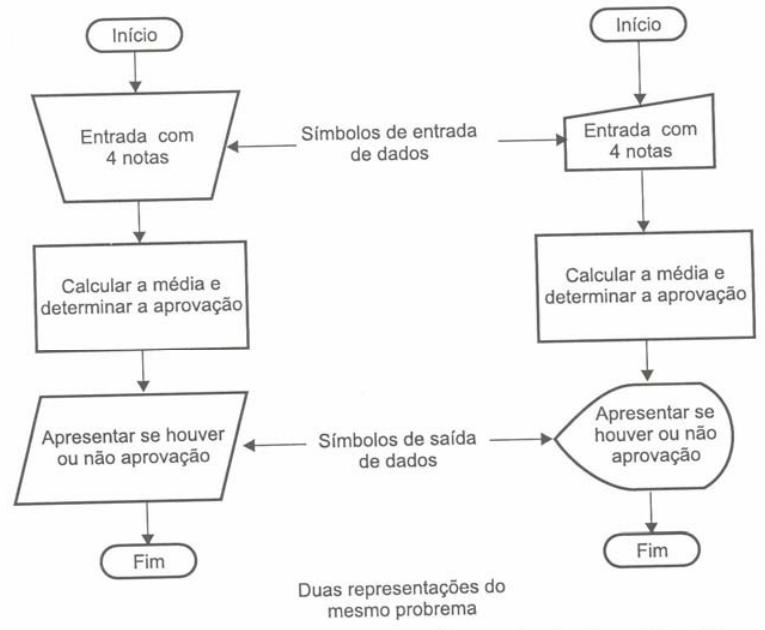 Início
Entrada com
4 notas
Calcular a média e
determinar a aprovação
Apresentar se houver
ou não aprovação
Fim
Símbolos de entrada
de dados
Símbolos de saída
de dados
Início
Entrada com
4 notas
Calcular a média e
determinar a aprovação
Apresentar se
houver ou não
aprovação
Fim
Duas representações do
mesmo probrema